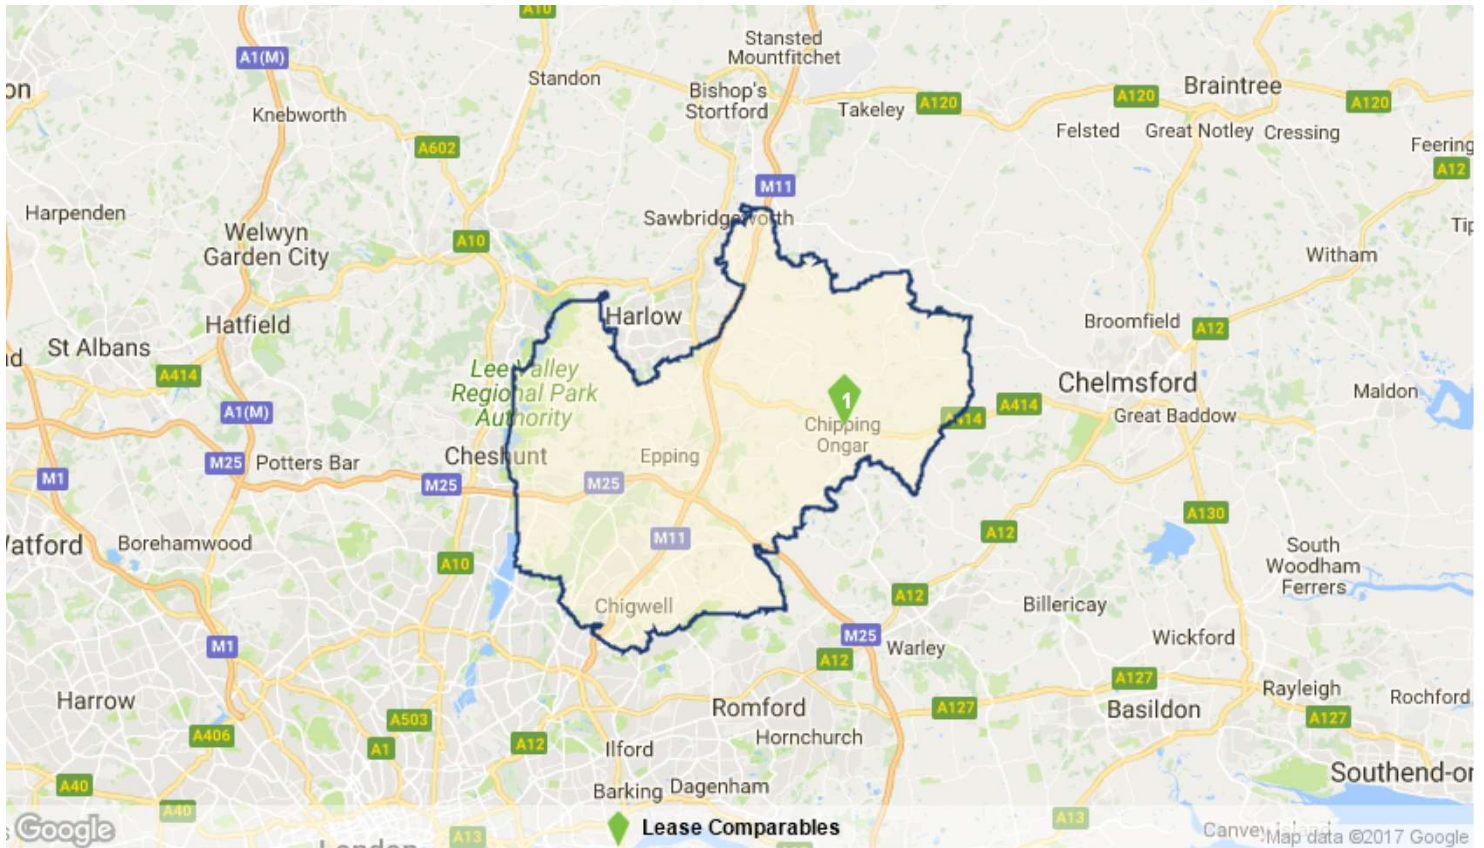 A10
Stansted
Mountfitchet
A1(M)
Standon
Bishop's
Stortford
Braintree
on
Takeley
A120
A120
A120
Knebworth
Felsted
Great Notley
Cressing
A602
Feering
A12
M11
Harpenden
Sawbridgeworth
Welwyn
Garden City
A10
Witham
Harlow
Hatfield
Broomfield
A12
St Albans
A414
Lee Valley
Regional Park
Authority
Chelmsford
Maldon
1
A1(M)
A414
A414
Great Baddow
Chipping
Ongar
Cheshunt
Epping
M25
Potters Bar
M1
M25
M25
A130
M11
A12
Borehamwood
South
Woodham
Ferrers
A10
Chigwell
A12
Billericay
M25
Wickford
M1
Warley
A12
A127
Rayleigh
Rochford
Harrow
Romford
A127
Basildon
A127
A503
A406
A1
A12
Ilford
Hornchurch
Southend-on
A40
Barking
Dagenham
A40
A13
A13
Lease Comparables
Google
London
Map data ©2017 Google